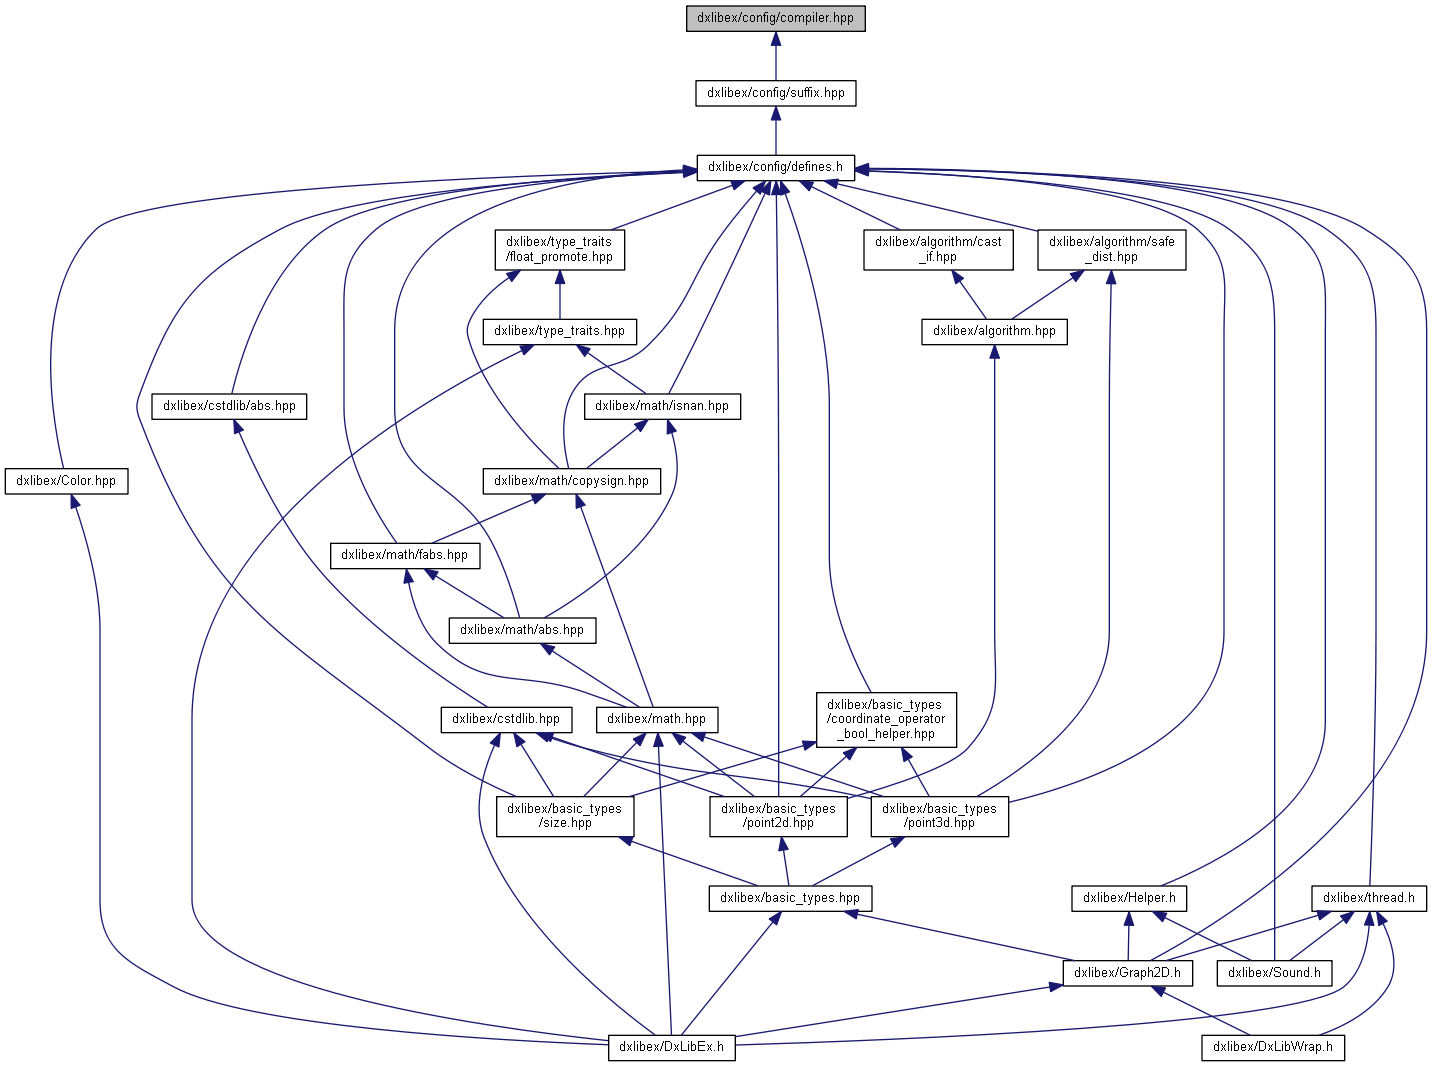 dxlibex/config/compiler.hpp
dxlibex/config/suffix.hpp
dxlibex/config/defines.h
dxlibex/type_traits
/float_promote.hpp
dxlibex/algorithm/cast
_if.hpp
dxlibex/algorithm/safe
_dist.hpp
dxlibex/type_traits.hpp
dxlibex/algorithm.hpp
dxlibex/cstdlib/abs.hpp
dxlibex/math/isnan.hpp
dxlibex/Color.hpp
dxlibex/math/copysign.hpp
dxlibex/math/fabs.hpp
dxlibex/math/abs.hpp
dxlibex/cstdlib.hpp
dxlibex/math.hpp
dxlibex/basic_types
/coordinate_operator
_bool_helper.hpp
dxlibex/basic_types
/size.hpp
dxlibex/basic_types
/point2d.hpp
dxlibex/basic_types
/point3d.hpp
dxlibex/basic_types.hpp
dxlibex/Helper.h
dxlibex/thread.h
dxlibex/Graph2D.h
dxlibex/Sound.h
dxlibex/DxLibEx.h
dxlibex/DxLibWrap.h